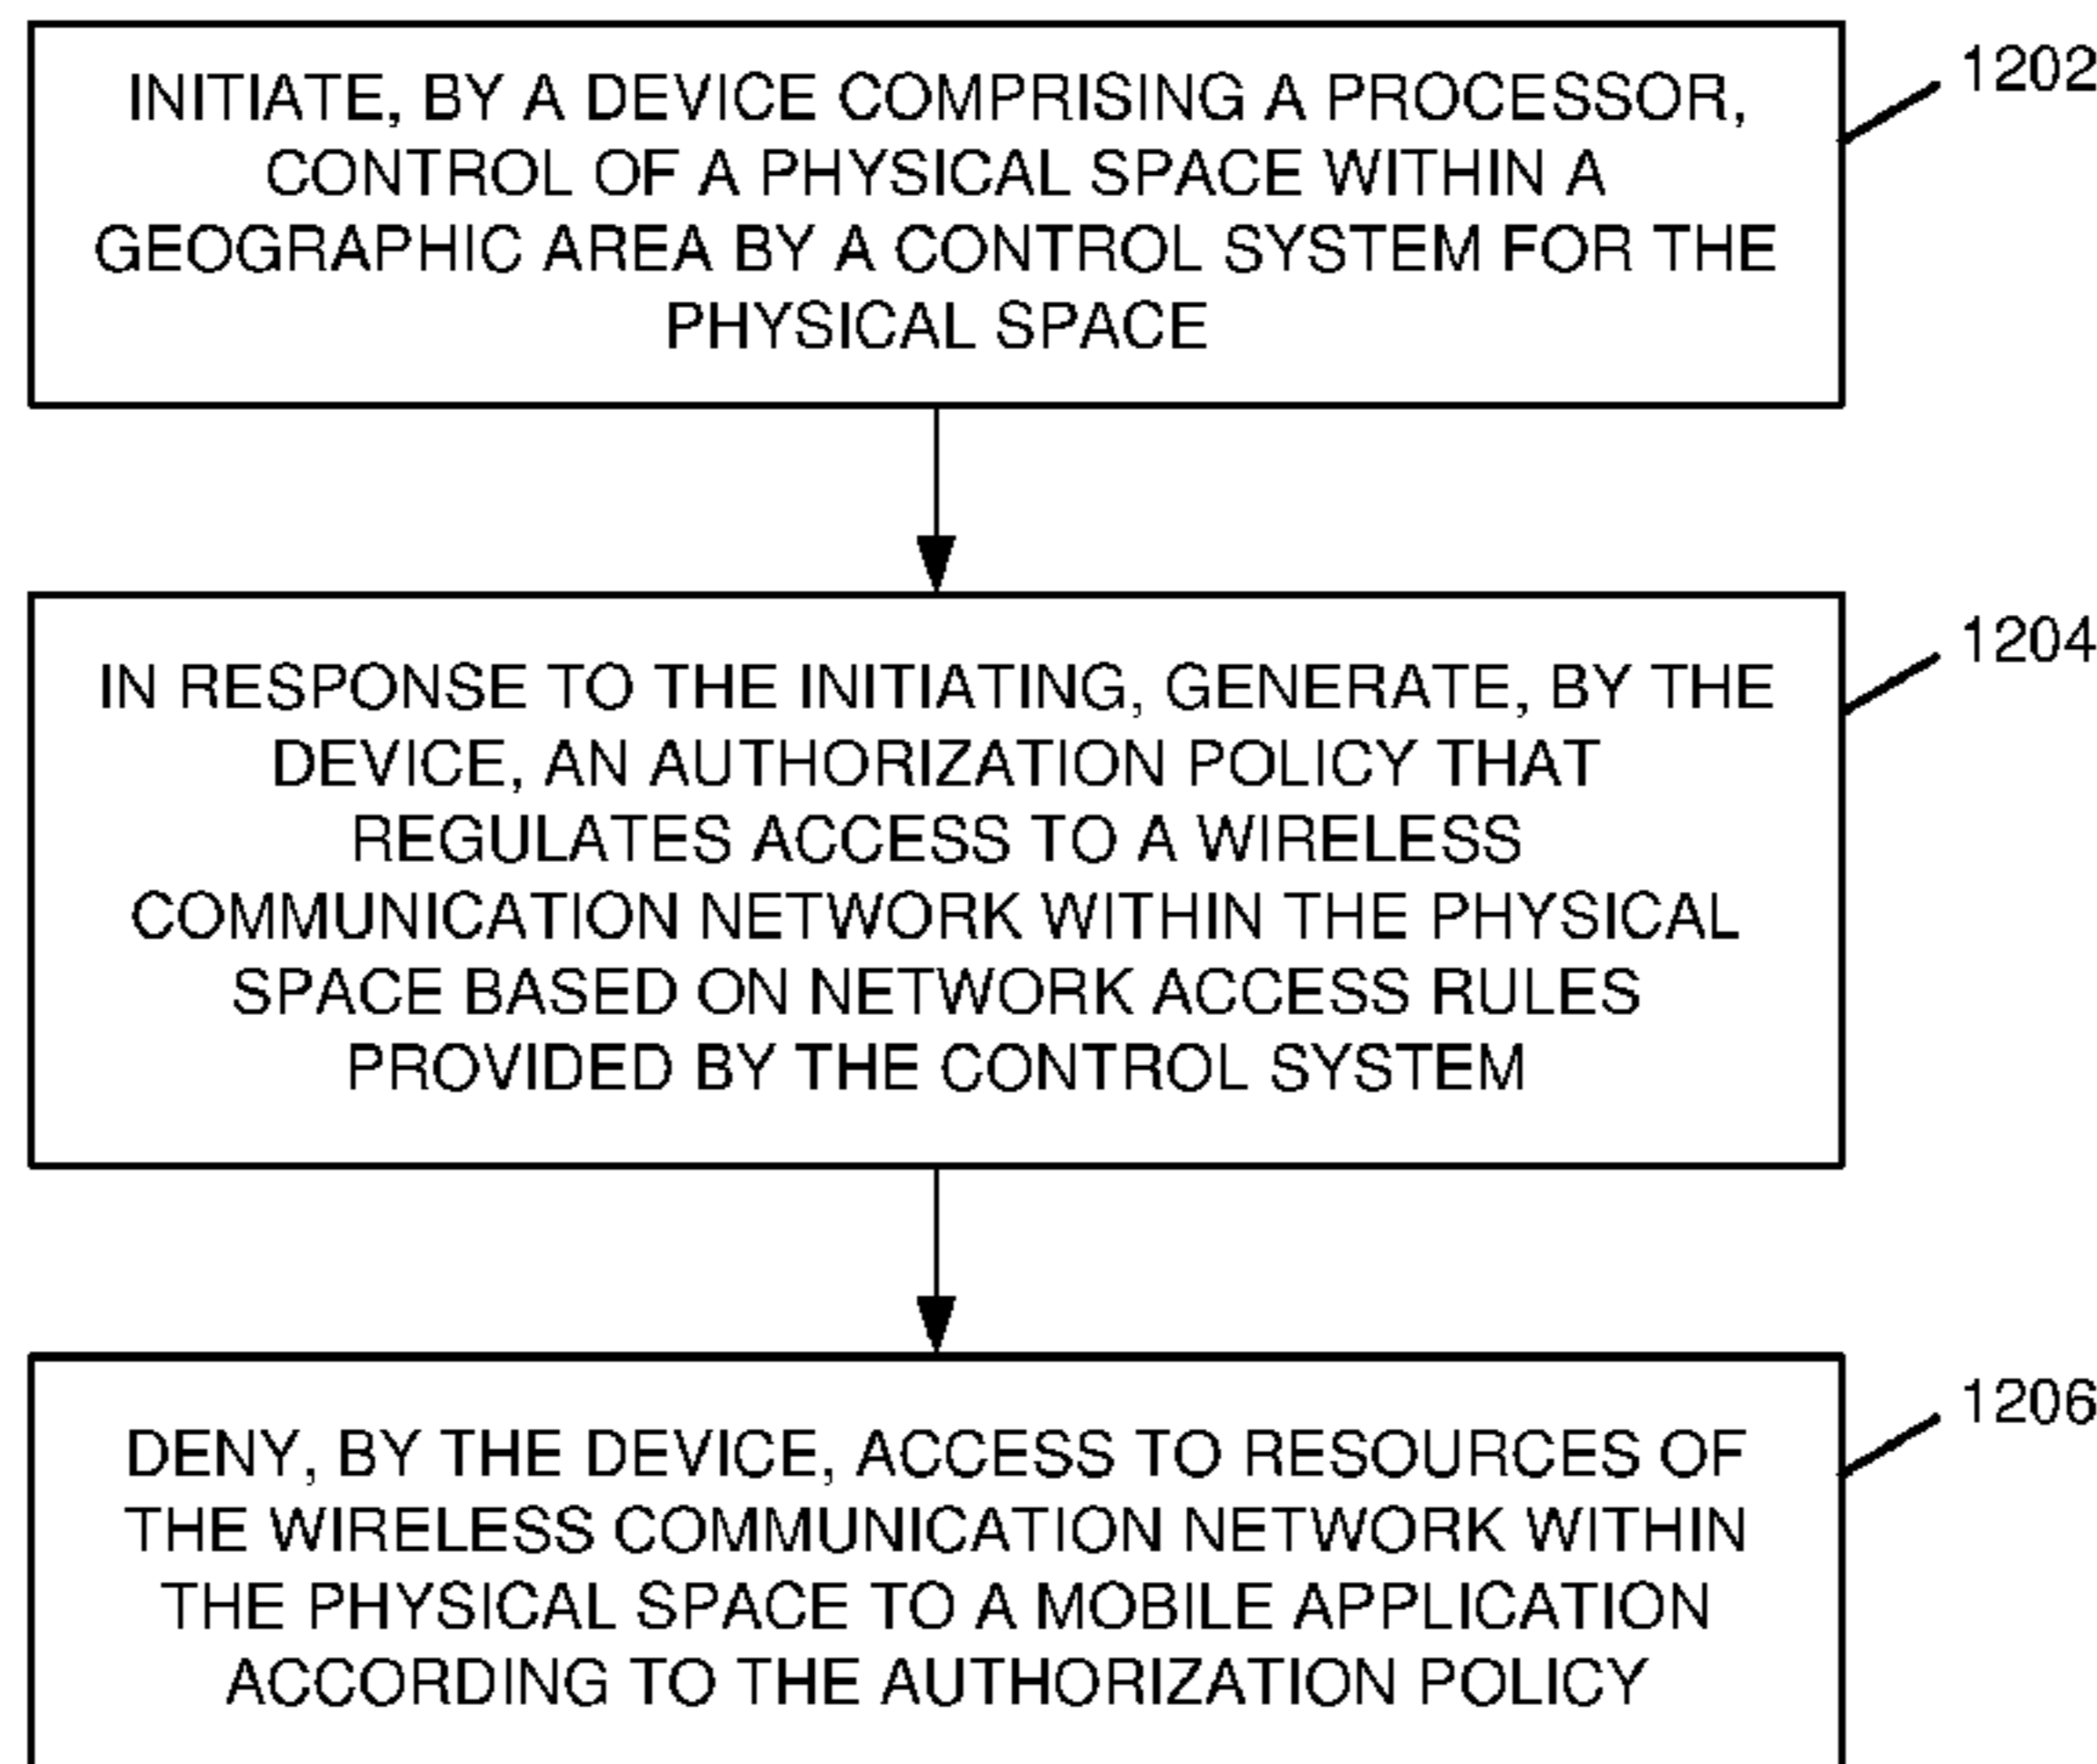 INITIATE, BY A DEVICE COMPRISING A PROCESSOR,
CONTROL OF A PHYSICAL SPACE WITHIN A
GEOGRAPHIC AREA BY A CONTROL SYSTEM FOR THE
PHYSICAL SPACE
1202
IN RESPONSE TO THE INITIATING, GENERATE, BY THE
DEVICE, AN AUTHORIZATION POLICY THAT
REGULATES ACCESS TO A WIRELESS
COMMUNICATION NETWORK WITHIN THE PHYSICAL
SPACE BASED ON NETWORK ACCESS RULES
PROVIDED BY THE CONTROL SYSTEM
1204
DENY, BY THE DEVICE, ACCESS TO RESOURCES OF
THE WIRELESS COMMUNICATION NETWORK WITHIN
THE PHYSICAL SPACE TO A MOBILE APPLICATION
ACCORDING TO THE AUTHORIZATION POLICY
1206